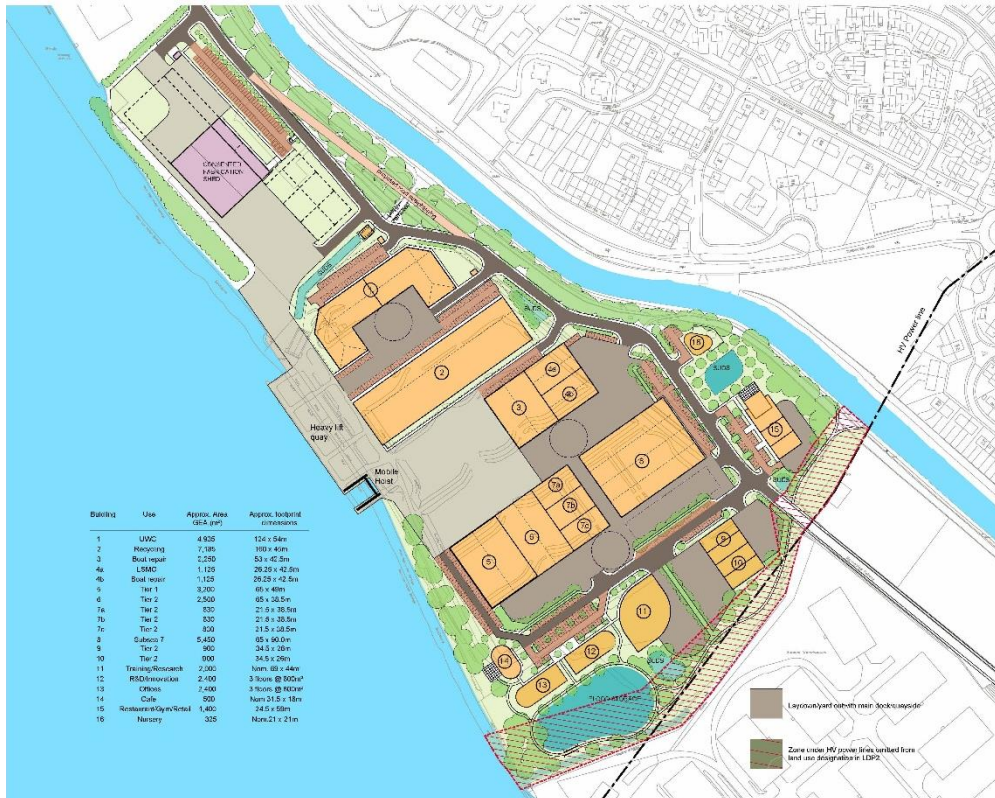 CONSENTED
FABRICATION
SHED
SUDS
1
SUDS
2
16
SUDS
HV Power line
4a
4b
3
15
8
SUDS
Heavy lift
quay
Mobile
Hoist
7a
7b
7c
6
5
9
10
11
12
14
13
SUDS
FLOOD STORAGE
Building Use Approx. Area Approx. footprint
GEA (m²) dimensions
1 UWC 4,935 124 x 54m
2 Recycling 7,185 160 x 45m
3 Boat repair 2,250 53 x 42.5m
4a LSMC 1,125 26.25 x 42.5m
4b Boat repair 1,125 26.25 x 42.5m
5 Tier 1 3,200 65 x 49m
6 Tier 2 2,500 65 x 38.5m
7a Tier 2 830 21.5 x 38.5m
7b Tier 2 830 21.5 x 38.5m
7c Tier 2 830 21.5 x 38.5m
8 Subsea 7 5,450
9 Tier 2 900 34.5 x 26m
10 Tier 2 900 34.5 x 26m
11 Training/Research 2,000 Nom. 69 x 44m
12 R&D/Innovation 2,400 3 floors @ 800m²
13 Offices 2,400 3 floors @ 800m²
14 Cafe 500 Nom 31.5 x 18m
15 Restaurant/Gym/Retail 1,400 24.5 x 59m
16 Nursery 325 Nom.21 x 21m
Laydown/yard outwith main dock/quayside
Zone under HV power lines omitted from
land use designation in LDP2